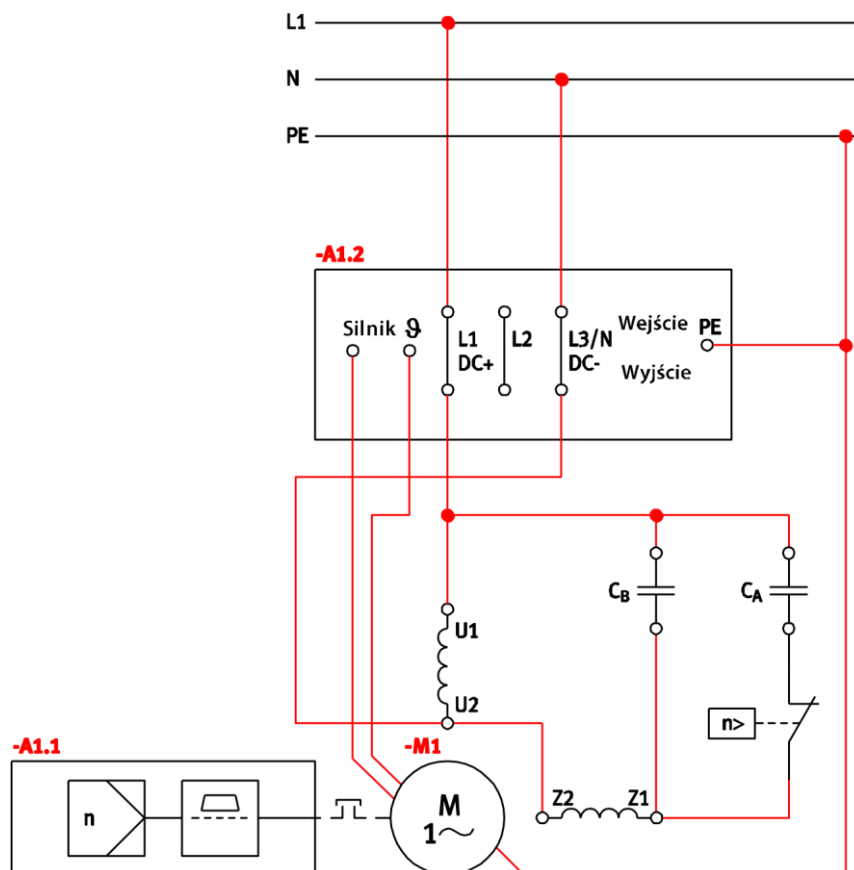 L1
N
PE
-A1.2
Silnik ϑ
L1
DC+
L2
L3/N
DC-
Wejście
PE
Wyjście
CB
CA
U1
U2
n>
-A1.1
-M1
n
M
1~
Z2
Z1